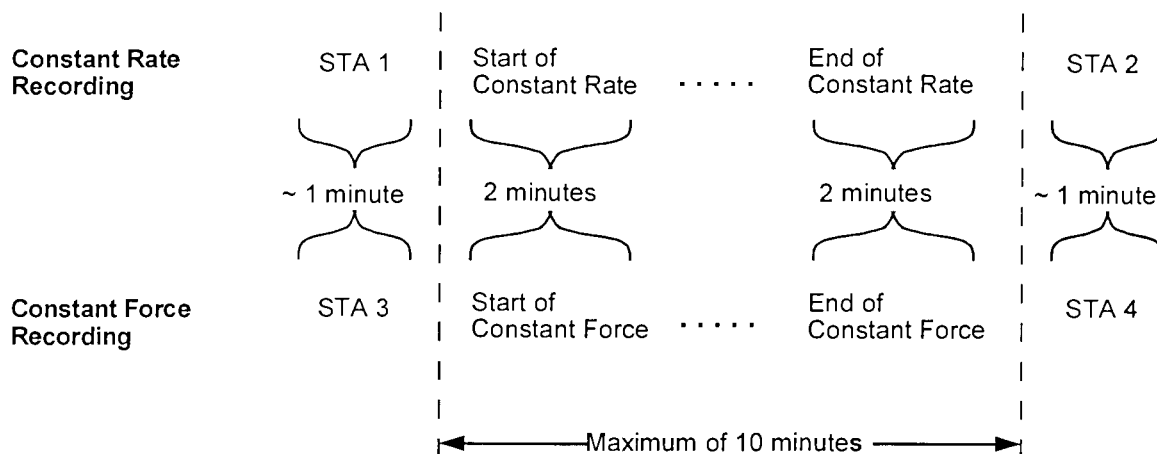 Constant Rate
Recording
STA 1
Start of
Constant Rate
. . . . .
End of
Constant Rate
STA 2
~ 1 minute
2 minutes
2 minutes
~ 1 minute
Constant Force
Recording
STA 3
Start of
Constant Force
. . . . .
End of
Constant Force
STA 4
Maximum of 10 minutes